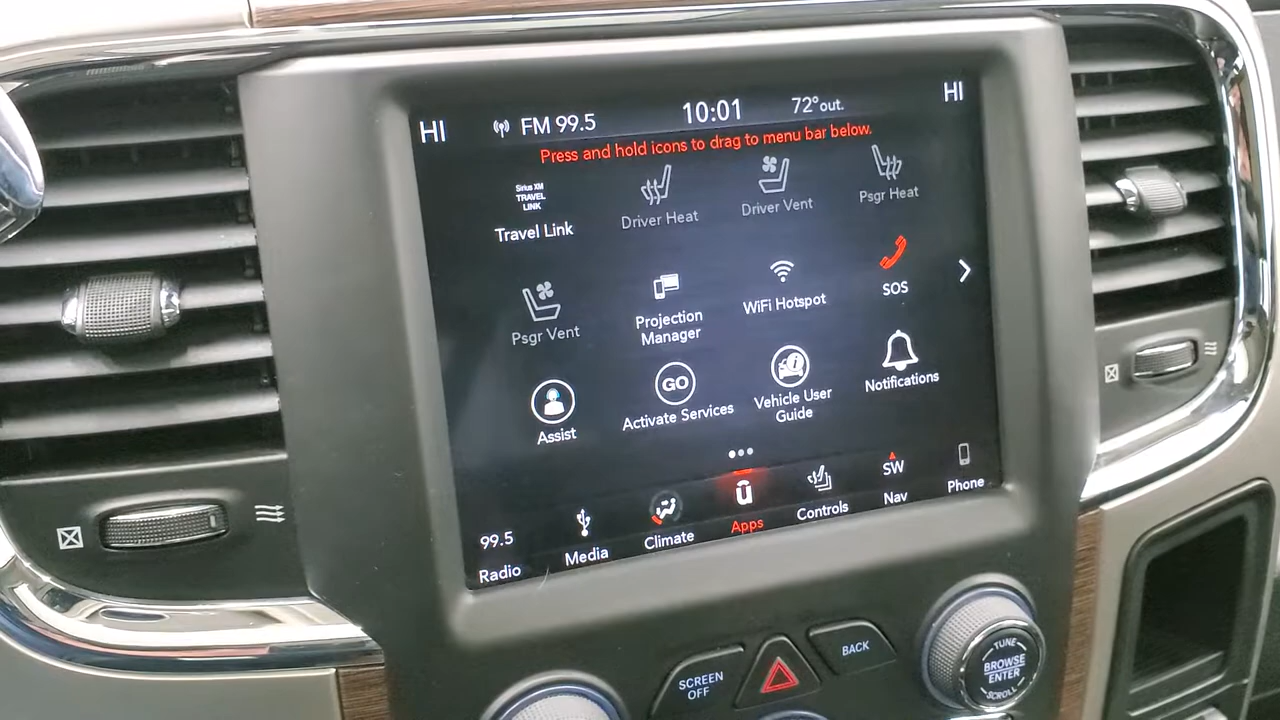 HI
FM 99.5
10:01
72°out.
HI
Press and hold icons to drag to menu bar below.
Sirius XM
TRAVEL
LINK
Travel Link
Driver Heat
Driver Vent
Psgr Heat
Psgr Vent
Projection
Manager
WiFi Hotspot
SOS
Assist
GO
Activate Services
i
Vehicle User
Guide
Notifications
99.5
Radio
Media
Climate
Apps
Controls
SW
Nav
Phone
SCREEN
OFF
BACK
TUNE
BROWSE
ENTER
SCROLL